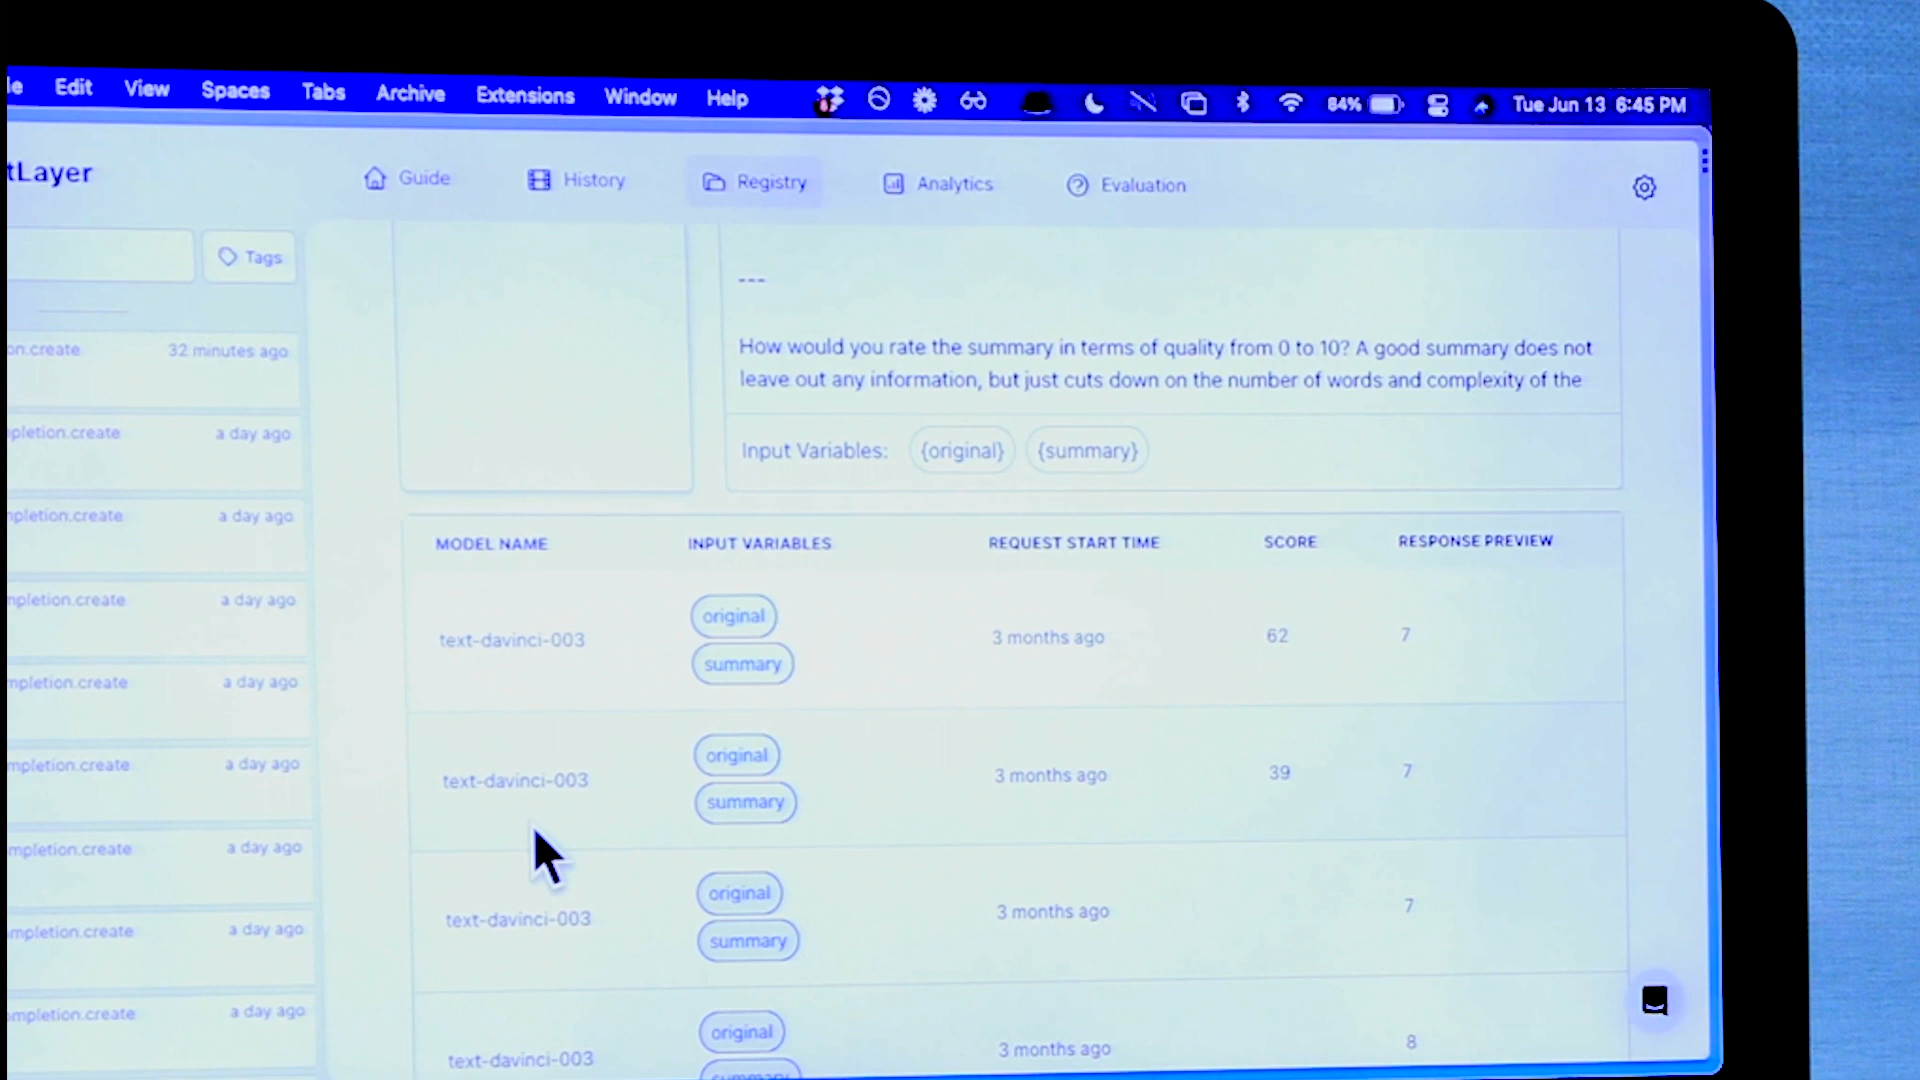 le Edit View Spaces Tabs Archive Extensions Window Help 84% Tue Jun 13 6:45 PM
tLayer Guide History Registry Analytics Evaluation
Tags
---
How would you rate the summary in terms of quality from 0 to 10? A good summary does not
leave out any information, but just cuts down on the number of words and complexity of the
Input Variables: {original} {summary}
on.create 32 minutes ago
pletion.create a day ago
npletion.create a day ago
mpletion.create a day ago
mpletion.create a day ago
mpletion.create a day ago
mpletion.create a day ago
mpletion.create a day ago
ompletion.create a day ago
MODEL NAME INPUT VARIABLES REQUEST START TIME SCORE RESPONSE PREVIEW
text-davinci-003 original summary 3 months ago 62 7
text-davinci-003 original summary 3 months ago 39 7
text-davinci-003 original summary 3 months ago 7
text-davinci-003 original summary 3 months ago 8